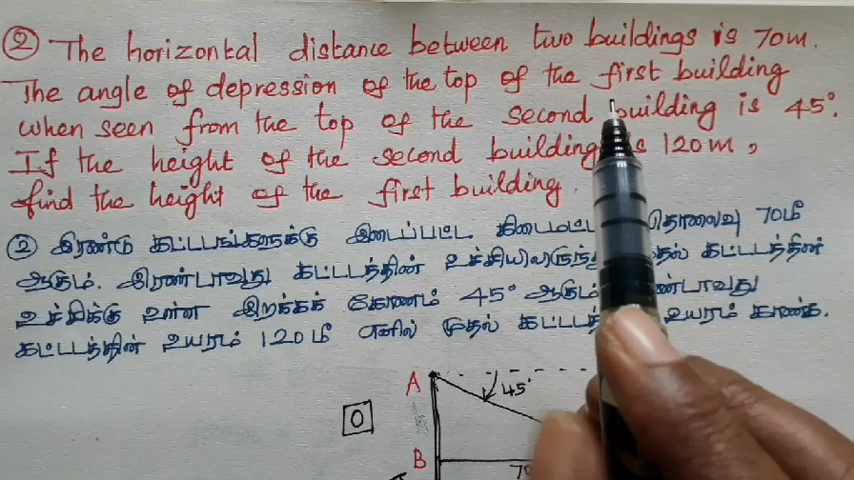 ② The horizontal distance between two buildings is 70m.
The angle of depression of the top of the first building
when seen from the top of the second building is 45°.
If the height of the second building is 120m,
find the height of the first building.
② இரண்டு கட்டடங்களுக்கு இடைப்பட்ட கிடைமட்ட தொலைவு 70மீ
ஆகும். இரண்டாவது கட்டடத்தின் உச்சியிலிருந்து முதல் கட்டடத்தின்
உச்சிக்கு உள்ள இறக்கக் கோணம் 45° ஆகும்
கட்டடத்தின் உயரம் 120மீ எனில் முதல் உயரம் காண்க.
A 45°
0
B 70